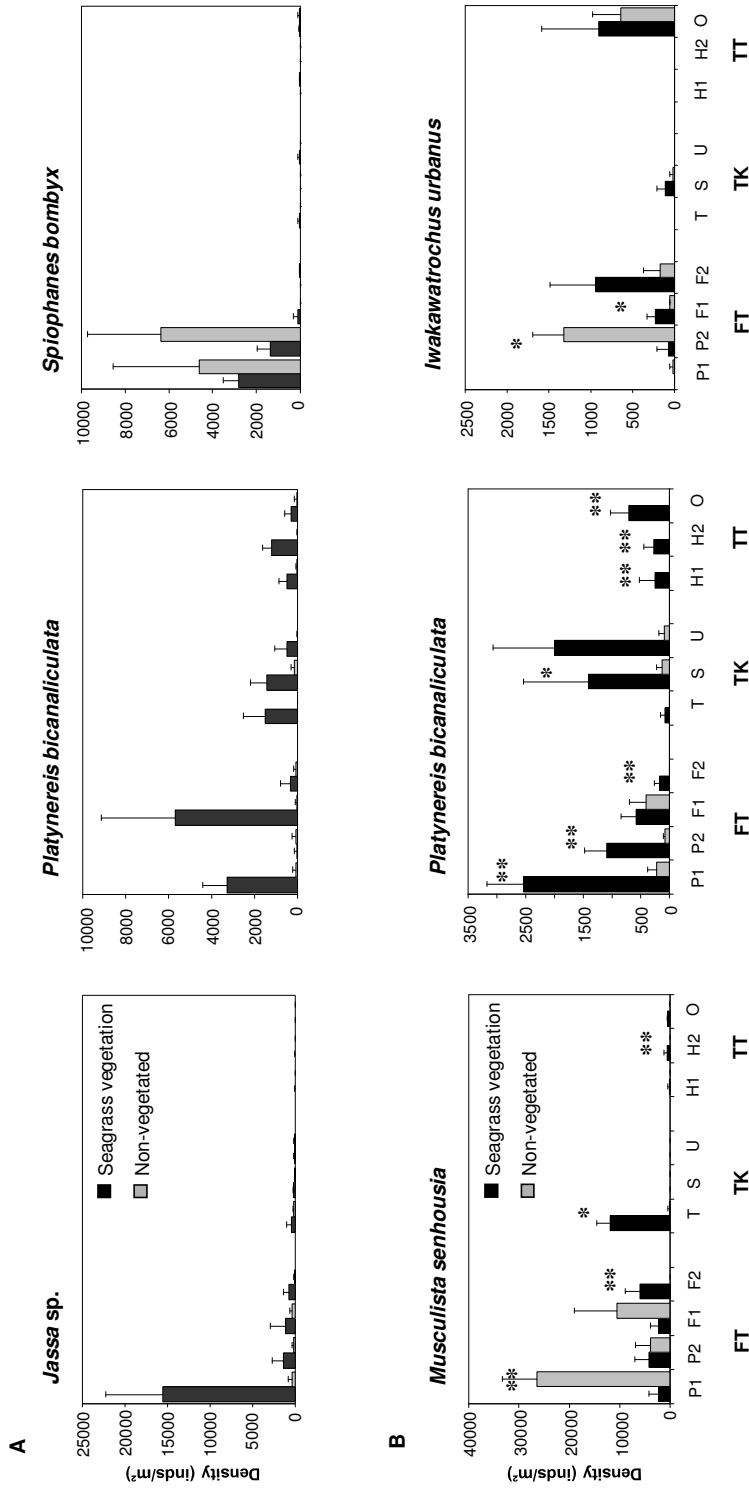 A
Jassa sp.
Platynereis bicanaliculata
Spiophanes bombyx
Density (inds/m²)
25000
20000
15000
10000
5000
0
Seagrass vegetation
Non-vegetated
10000
8000
6000
4000
2000
0
10000
8000
6000
4000
2000
0
B
Musculista senhousia
Platynereis bicanaliculata
Iwakawatrochus urbanus
Density (inds/m²)
40000
30000
20000
10000
0
Seagrass vegetation
Non-vegetated
** ** * **
P1 P2 F1 F2 T S U H1 H2 O
FT TK TT
3500
2500
1500
500
0
** ** ** * ** ** **
P1 P2 F1 F2 T S U H1 H2 O
FT TK TT
2500
2000
1500
1000
500
0
* *
P1 P2 F1 F2 T S U H1 H2 O
FT TK TT